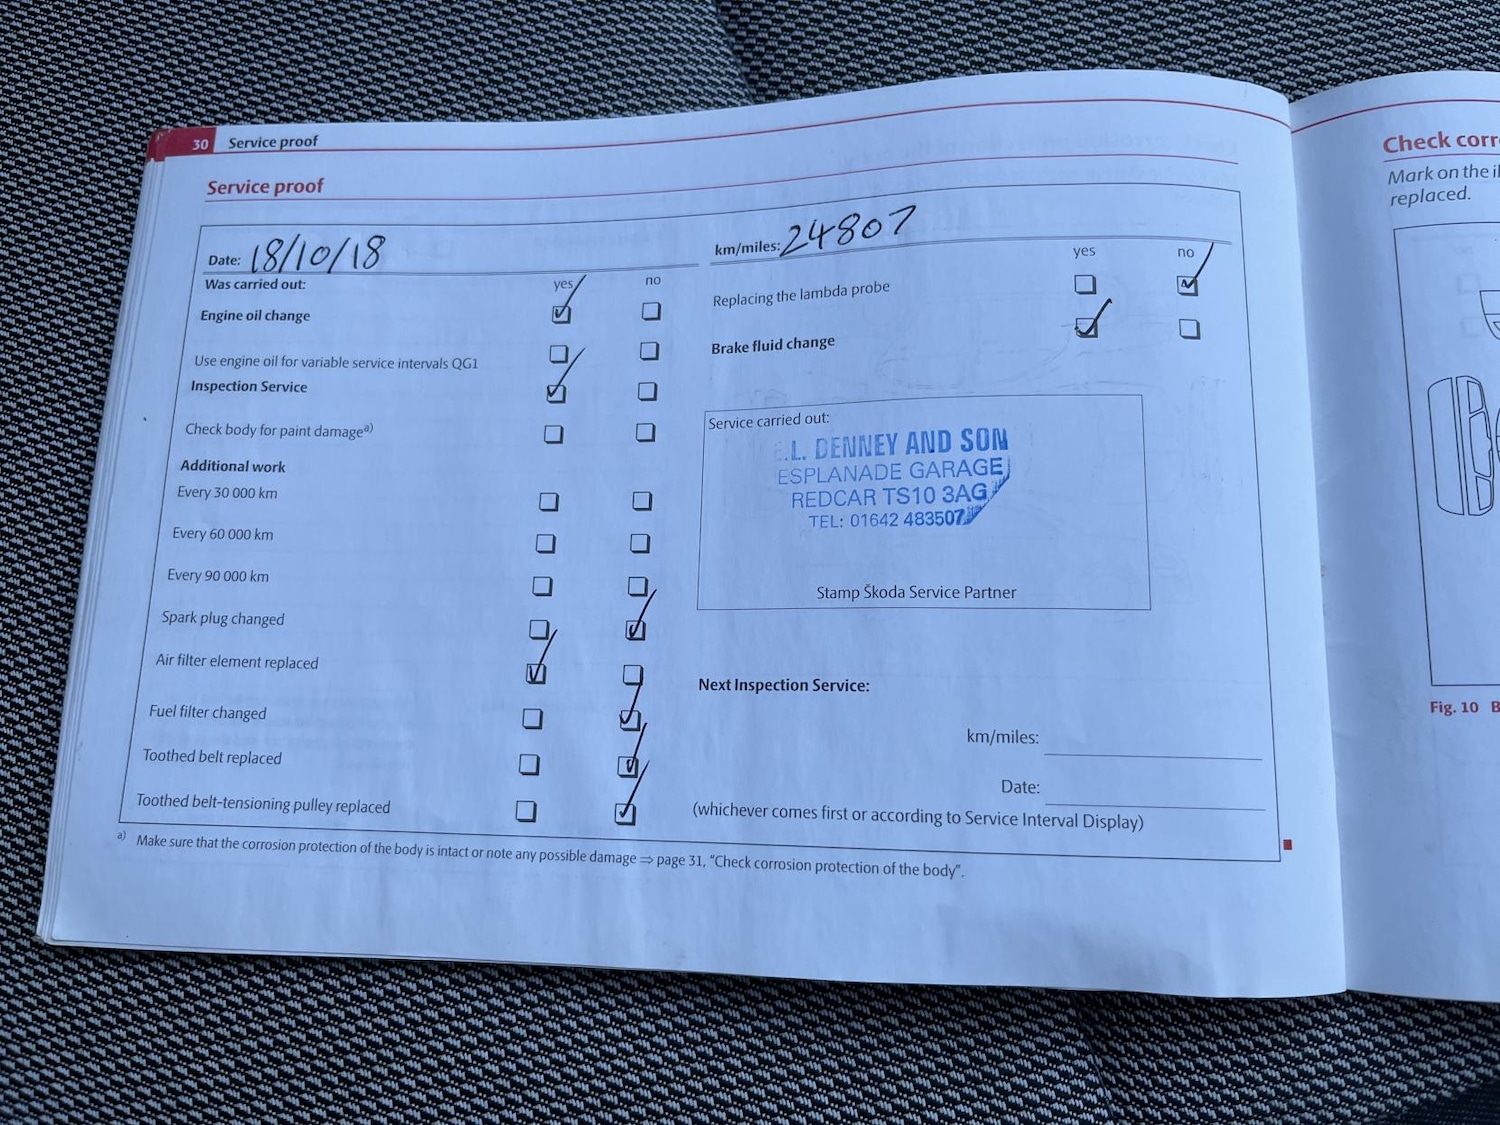 30 Service proof
Service proof
Date: 18/10/18
km/miles: 24807
Was carried out: yes no
Engine oil change
Use engine oil for variable service intervals QG1
Inspection Service
Check body for paint damage a)
Additional work
Every 30 000 km
Every 60 000 km
Every 90 000 km
Spark plug changed
Air filter element replaced
Fuel filter changed
Toothed belt replaced
Toothed belt-tensioning pulley replaced
yes no
Replacing the lambda probe
Brake fluid change
Service carried out:
.L. DENNEY AND SON
ESPLANADE GARAGE
REDCAR TS10 3AG
TEL: 01642 483507
Stamp Škoda Service Partner
Next Inspection Service:
km/miles:
Date:
(whichever comes first or according to Service Interval Display)
a) Make sure that the corrosion protection of the body is intact or note any possible damage ⇒ page 31, "Check corrosion protection of the body".
Check corr
Mark on the il
replaced.
Fig. 10 B